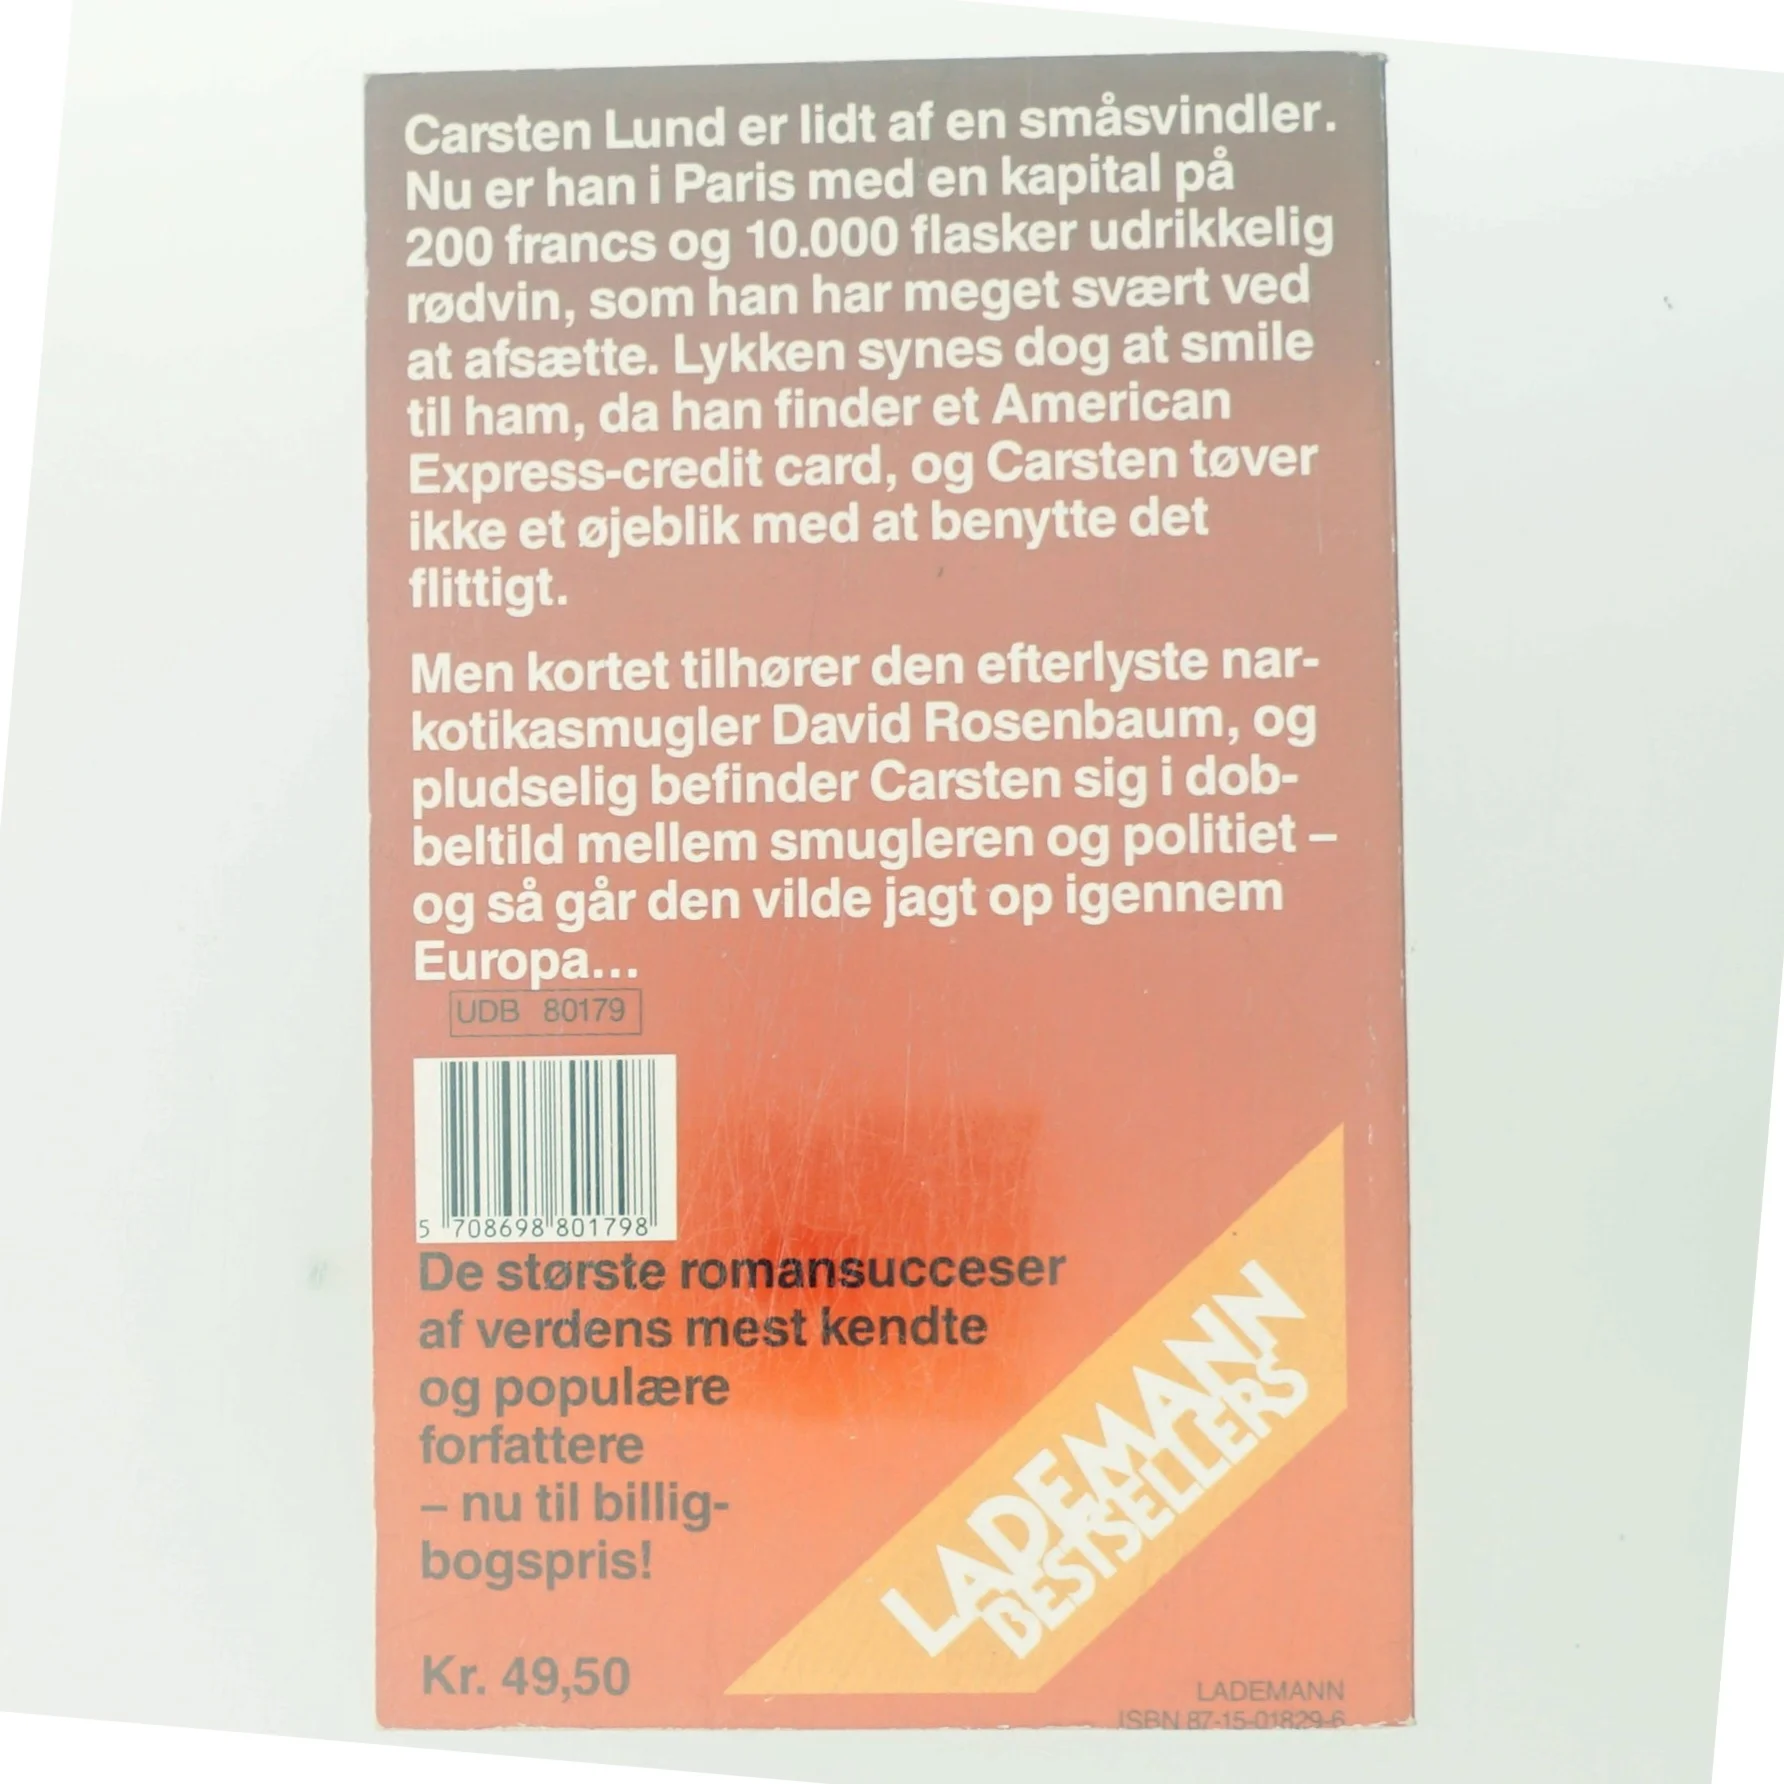 Carsten Lund er lidt af en småsvindler.
Nu er han i Paris med en kapital på
200 francs og 10.000 flasker udrikkelig
rødvin, som han har meget svært ved
at afsætte. Lykken synes dog at smile
til ham, da han finder et American
Express-credit card, og Carsten tøver
ikke et øjeblik med at benytte det
flittigt.
Men kortet tilhører den efterlyste nar-
kotikasmugler David Rosenbaum, og
pludselig befinder Carsten sig i dob-
beltild mellem smugleren og politiet –
og så går den vilde jagt op igennem
Europa...
UDB 80179
5 708698 801798
De største romansucceser
af verdens mest kendte
og populære
forfattere
– nu til billig-
bogspris!
Kr. 49,50
LADEMANN
BESTSELLERS
LADEMANN
ISBN 87-15-01829-6